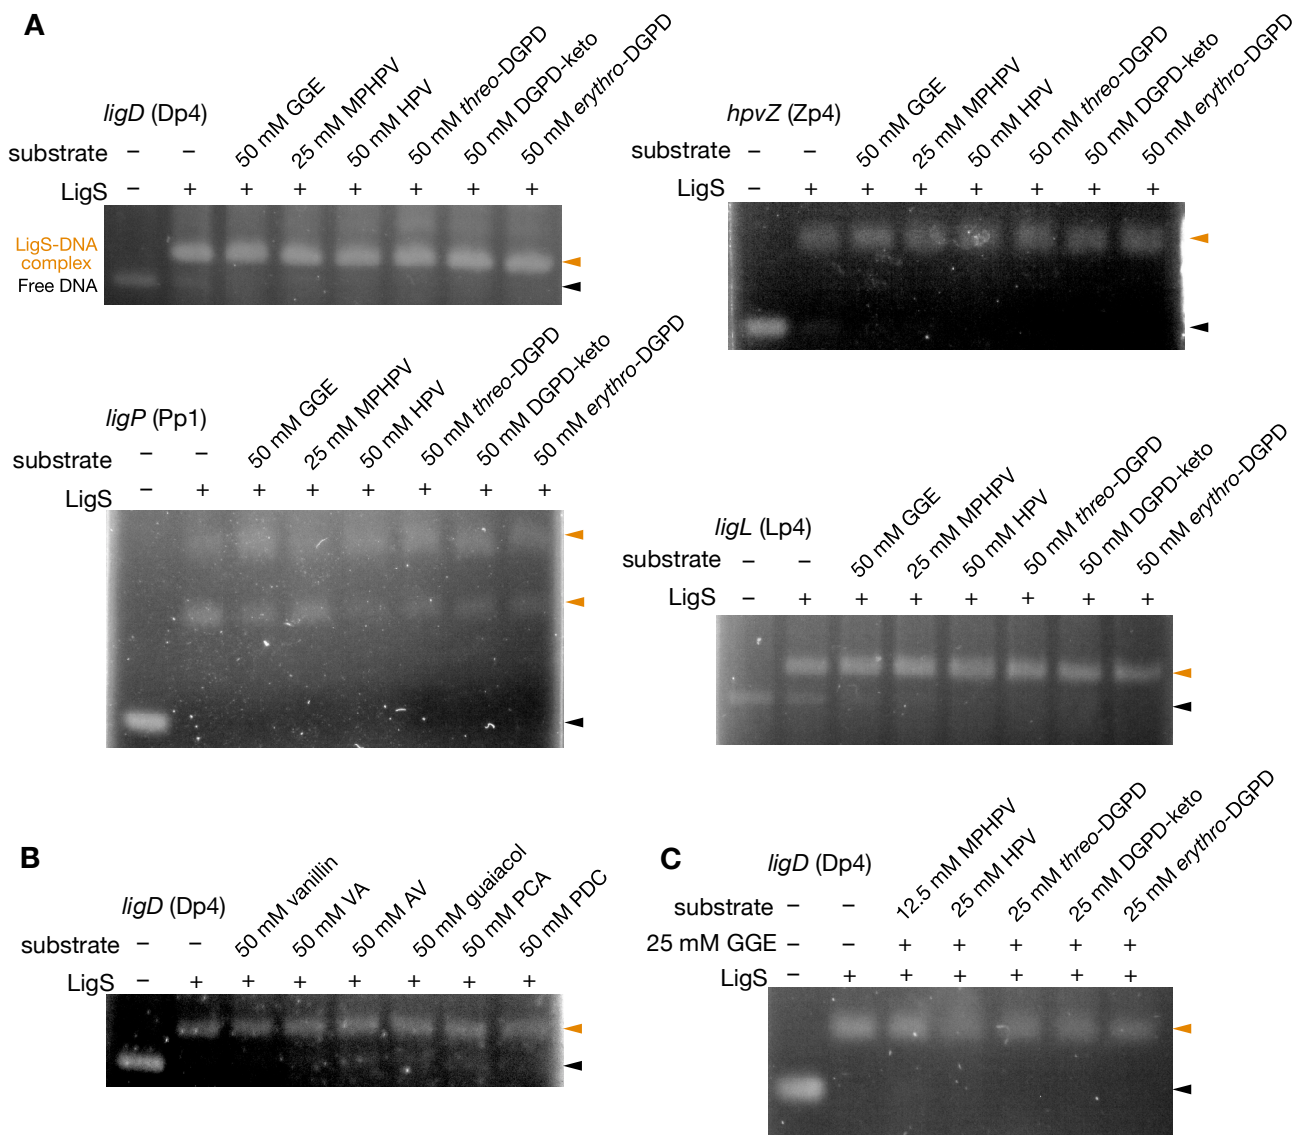 A
ligD (Dp4)
50 mM GGE
25 mM MPHPV
50 mM HPV
50 mM threo-DGPD
50 mM DGPD-keto
50 mM erythro-DGPD
substrate – –
LigS – + + + + + + +
LigS-DNA
complex
Free DNA
hpvZ (Zp4)
50 mM GGE
25 mM MPHPV
50 mM HPV
50 mM threo-DGPD
50 mM DGPD-keto
50 mM erythro-DGPD
substrate – –
LigS – + + + + + + +
ligP (Pp1)
50 mM GGE
25 mM MPHPV
50 mM HPV
50 mM threo-DGPD
50 mM DGPD-keto
50 mM erythro-DGPD
substrate – –
LigS – + + + + + + +
ligL (Lp4)
50 mM GGE
25 mM MPHPV
50 mM HPV
50 mM threo-DGPD
50 mM DGPD-keto
50 mM erythro-DGPD
substrate – –
LigS – + + + + + + +
B
ligD (Dp4)
50 mM vanillin
50 mM VA
50 mM AV
50 mM guaiacol
50 mM PCA
50 mM PDC
substrate – –
LigS – + + + + + + +
C
ligD (Dp4)
12.5 mM MPHPV
25 mM HPV
25 mM threo-DGPD
25 mM DGPD-keto
25 mM erythro-DGPD
substrate – –
25 mM GGE – – + + + + +
LigS – + + + + + +